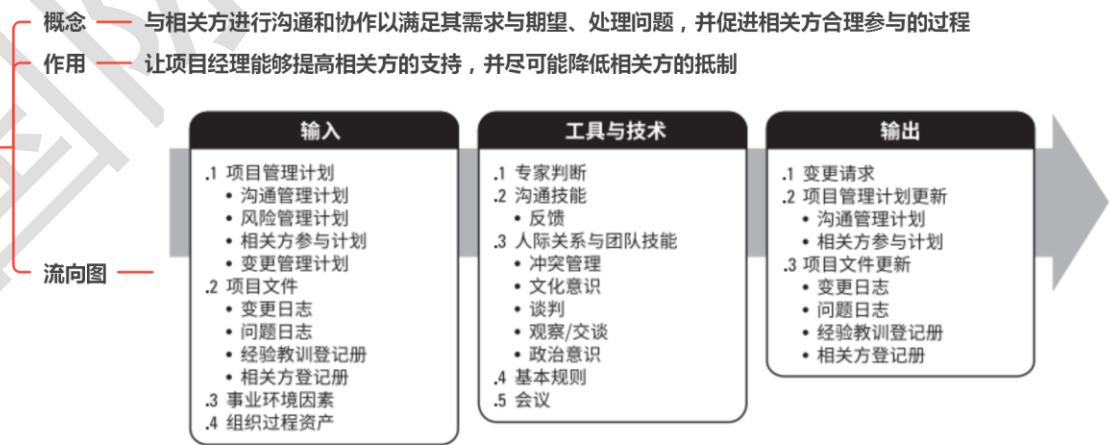 概念 与相关方进行沟通和协作以满足其需求与期望、处理问题，并促进相关方合理参与的过程
作用 让项目经理能够提高相关方的支持，并尽可能降低相关方的抵制
流向图
输入
.1 项目管理计划
• 沟通管理计划
• 风险管理计划
• 相关方参与计划
• 变更管理计划
.2 项目文件
• 变更日志
• 问题日志
• 经验教训登记册
• 相关方登记册
.3 事业环境因素
.4 组织过程资产
工具与技术
.1 专家判断
.2 沟通技能
• 反馈
.3 人际关系与团队技能
• 冲突管理
• 文化意识
• 谈判
• 观察/交谈
• 政治意识
.4 基本规则
.5 会议
输出
.1 变更请求
.2 项目管理计划更新
• 沟通管理计划
• 相关方参与计划
.3 项目文件更新
• 变更日志
• 问题日志
• 经验教训登记册
• 相关方登记册